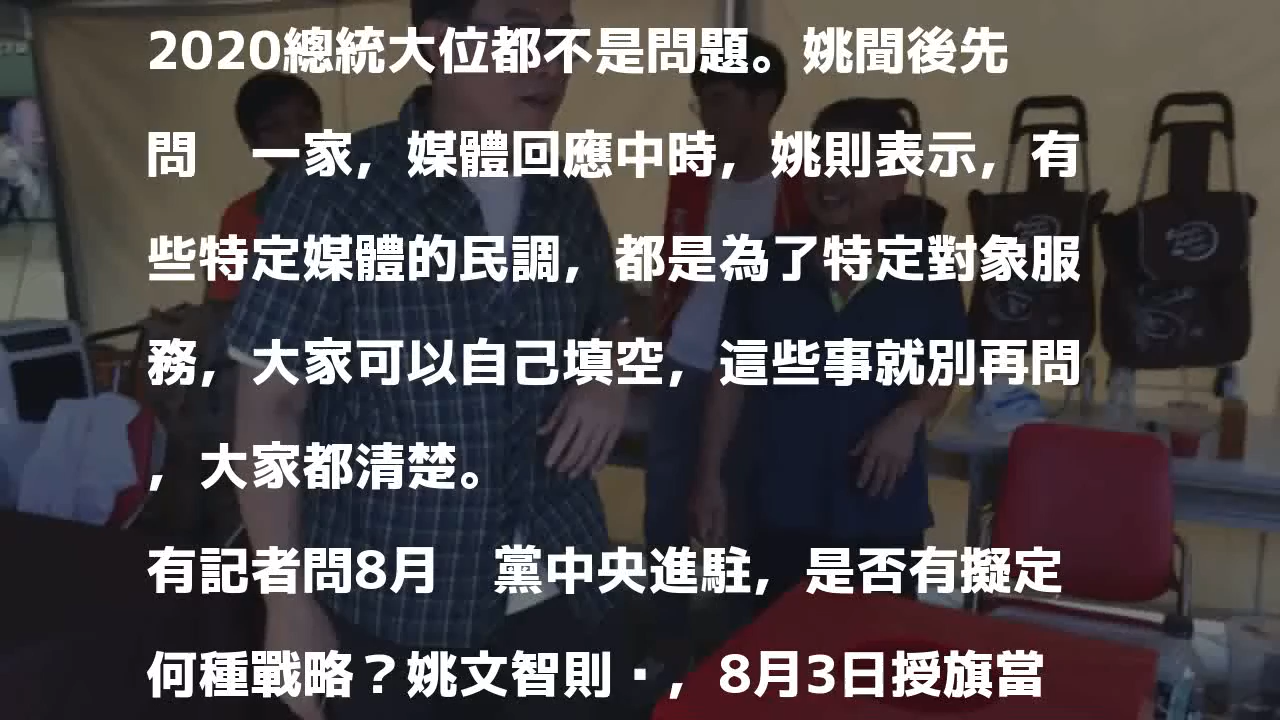 2020總統大位都不是問題。姚聞後先
問　一家，媒體回應中時，姚則表示，有
些特定媒體的民調，都是為了特定對象服
務，大家可以自己填空，這些事就別再問
，大家都清楚。
有記者問8月　黨中央進駐，是否有擬定
何種戰略？姚文智則·，8月3日授旗當